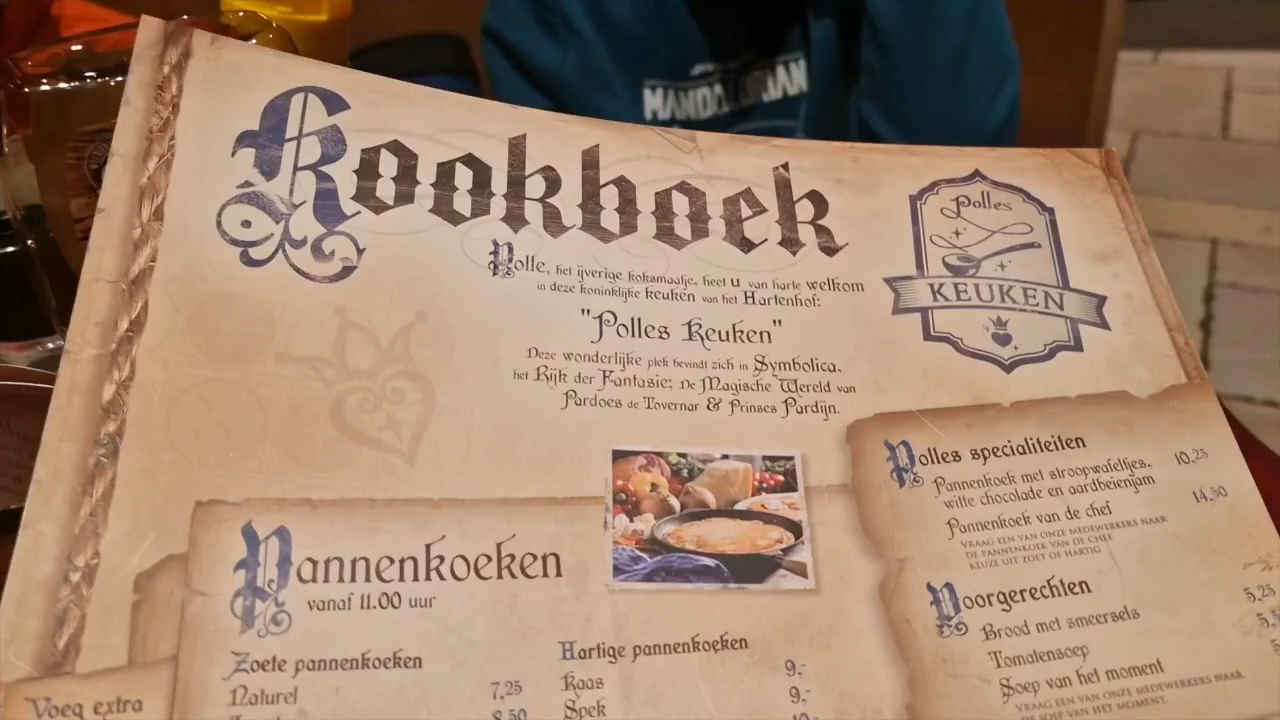 MANDALORIAN
Kookboek
Polle, het ijverige koksmaatje, heet u van harte welkom
in deze koninklijke keuken van het Hartenhof:
"Polles Keuken"
Deze wonderlijke plek bevindt zich in Symbolica,
het Rijk der Fantasie; De Magische Wereld van
Pardoes de Tovernar & Prinses Pardijn.
Polles
KEUKEN
Pannenkoeken
vanaf 11.00 uur
Zoete pannenkoeken
Naturel 7,25
8,50
Hartige pannenkoeken
Kaas 9,-
Spek 9,-
10,-
Voeg extra
Polles specialiteiten
Pannenkoek met stroopwafeltjes, 10,25
witte chocolade en aardbeienjam
Pannenkoek van de chef 14,50
VRAAG EEN VAN ONZE MEDEWERKERS NAAR
DE PANNENKOEK VAN DE CHEF
KEUZE UIT ZOET OF HARTIG
Voorgerechten
Brood met smeersels 5,25
Tomatensoep
Soep van het moment
VRAAG EEN VAN ONZE MEDEWERKERS NAAR
DE SOEP VAN HET MOMENT.